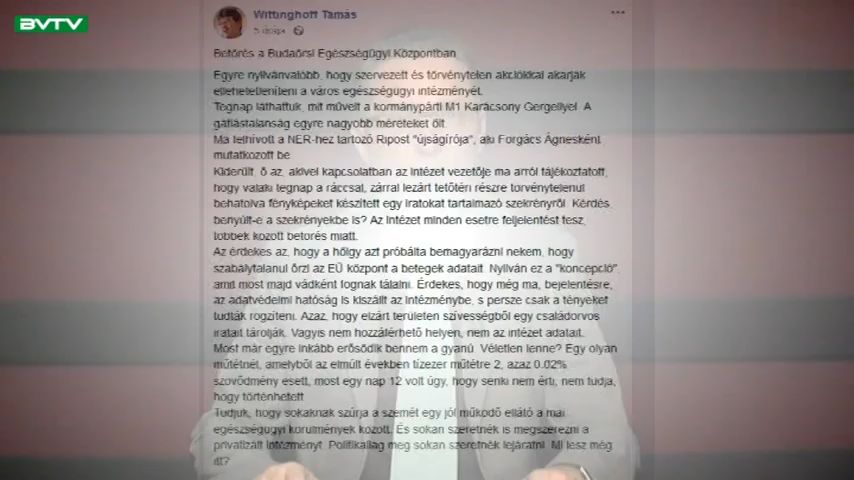 BVTV
Wittinghoff Tamás
5 órája
Betörés a Budaörsi Egészségügyi Központban
Egyre nyilvánvalóbb, hogy szervezett és törvénytelen akciókkal akarják
ellehetetleníteni a város egészségügyi intézményét.
Tegnap láthattuk, mit művelt a kormánypárti M1 Karácsony Gergellyel. A
gátlástalanság egyre nagyobb méreteket ölt.
Ma felhívott a NER-hez tartozó Ripost "újságírója", aki Forgács Ágnesként
mutatkozott be
Kiderült, ő az, akivel kapcsolatban az intézet vezetője ma arról tájékoztatott,
hogy valaki tegnap a ráccsal, zárral lezárt tetőtéri részre törvénytelenül
behatolva fényképeket készített egy iratokat tartalmazó szekrényről. Kérdés,
benyúlt-e a szekrényekbe is? Az Intézet minden esetre feljelentést tesz,
többek között betörés miatt.
Az érdekes az, hogy a hölgy azt próbálta bemagyarázni nekem, hogy
szabálytalanul őrzi az EÜ központ a betegek adatait. Nyilván ez a "koncepció",
amit most majd vádként fognak tálalni. Érdekes, hogy még ma, bejelentésre,
az adatvédelmi hatóság is kiszállt az intézménybe, s persze csak a tényeket
tudták rögzíteni. Azaz, hogy elzárt területen szívességből egy családorvos
iratait tárolják. Vagyis nem hozzáférhető helyen, nem az intézet adatait.
Most már egyre inkább erősödik bennem a gyanú. Véletlen lenne? Egy olyan
műtétnél, amelyből az elmúlt években tízezer műtétre 2, azaz 0.02%
szövődmény esett, most egy nap 12 volt úgy, hogy senki nem érti, nem tudja,
hogy történhetett
Tudjuk, hogy sokaknak szúrja a szemét egy jól működő ellátó a mai
egészségügyi körülmények között. És sokan szeretnék is megszerezni a
privatizált intézményt. Politikailag meg sokan szeretnék lejáratni. Mi lesz még
itt?